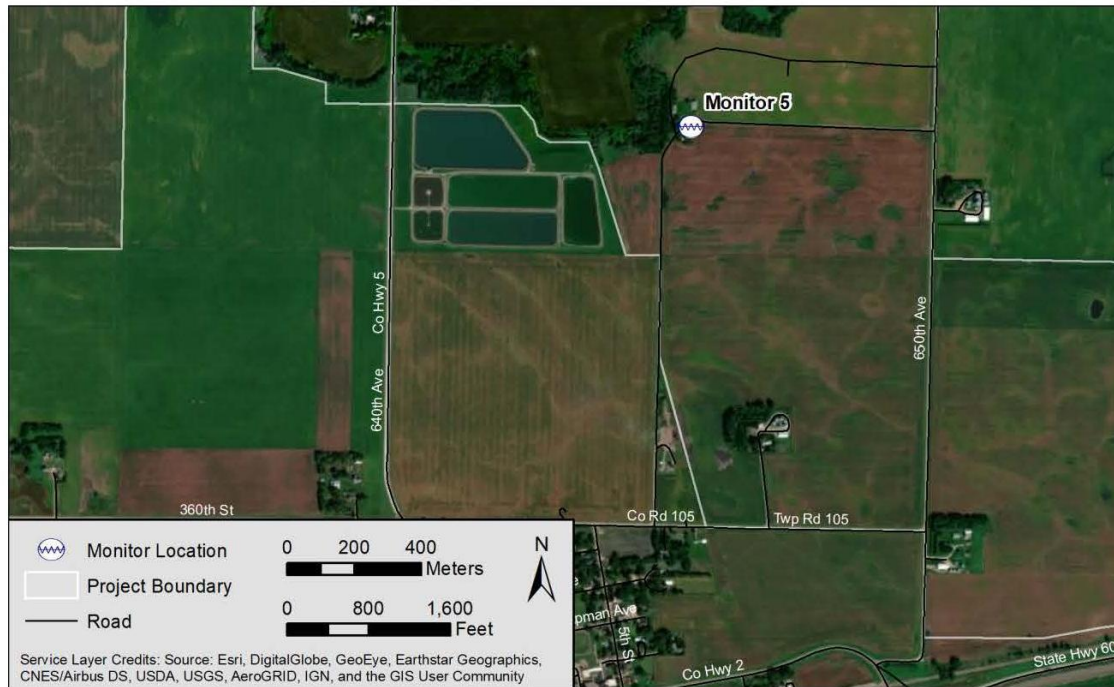 Monitor 5
Co Hwy 5
640th Ave
650th Ave
360th St
Co Rd 105
Twp Rd 105
pman Ave
5th St
Co Hwy 2
State Hwy 60
Monitor Location
Project Boundary
Road
0 200 400
Meters
0 800 1,600
Feet
N
Service Layer Credits: Source: Esri, DigitalGlobe, GeoEye, Earthstar Geographics,
CNES/Airbus DS, USDA, USGS, AeroGRID, IGN, and the GIS User Community